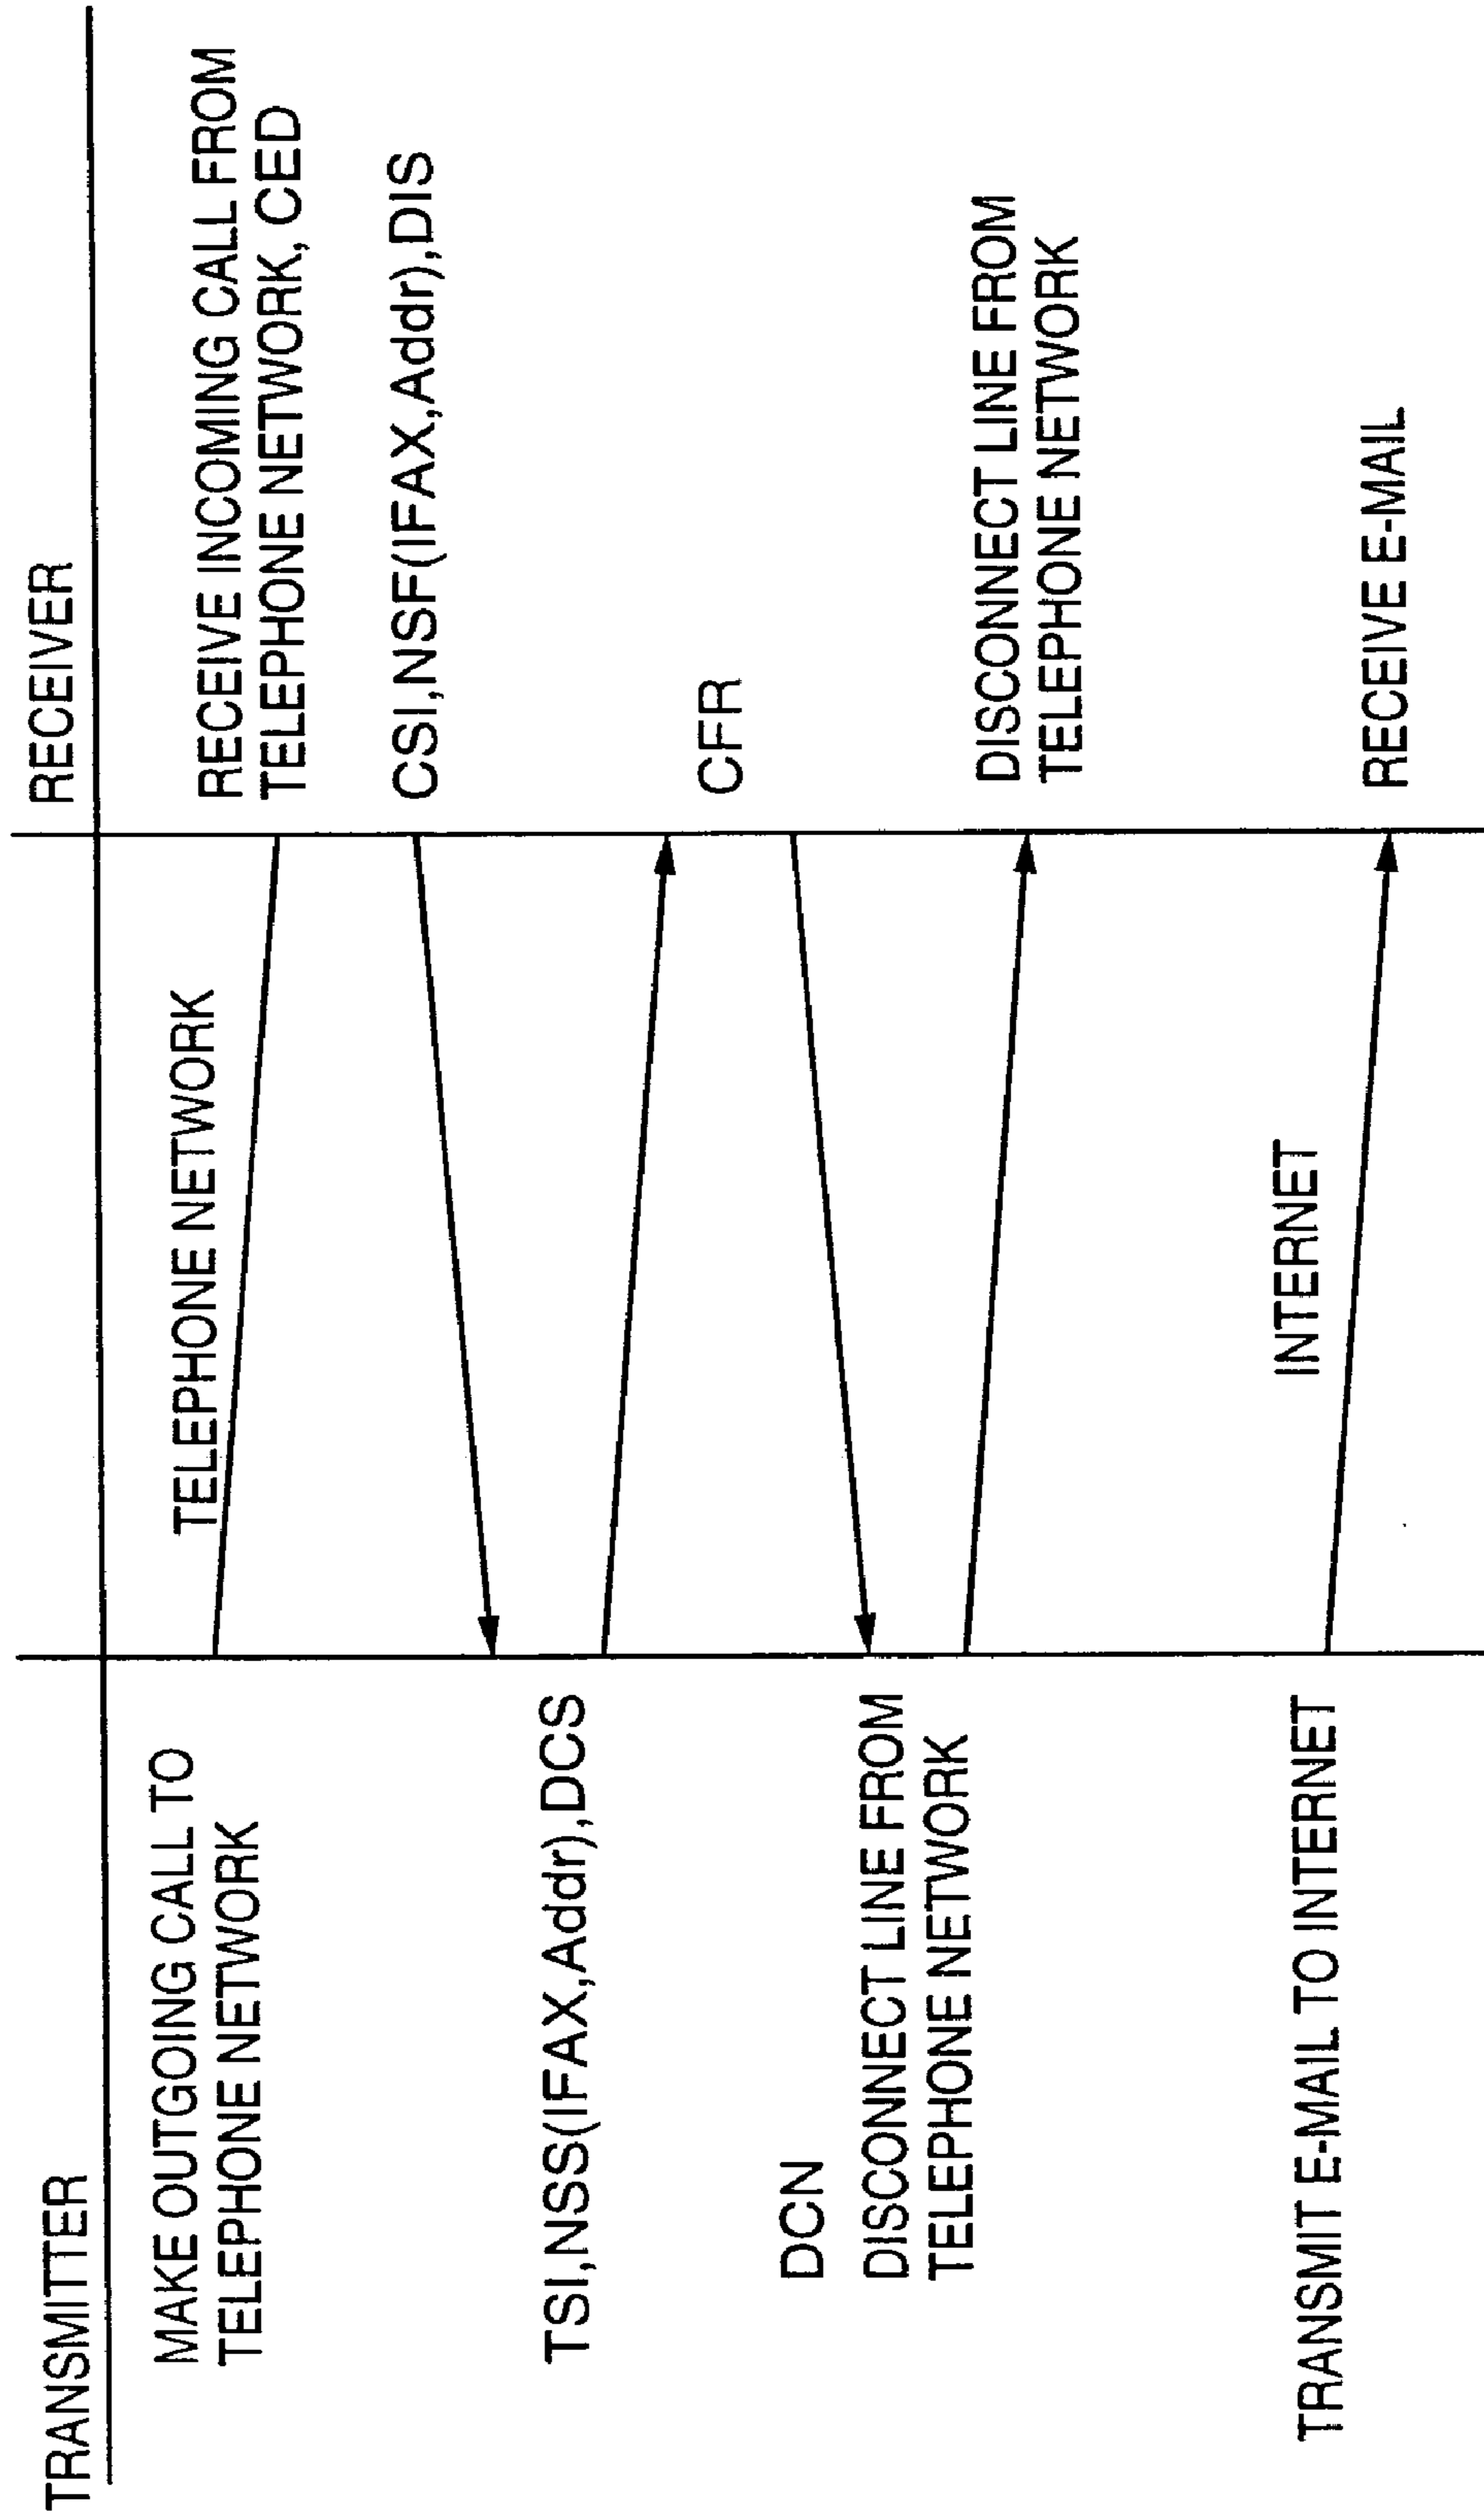 TRANSMITTER
RECEIVER
MAKE OUTGOING CALL TO
TELEPHONE NETWORK
TELEPHONE NETWORK
RECEIVE INCOMING CALL FROM
TELEPHONE NETWORK, CED
CSI,NSF(IFAX,Addr),DIS
TSI,NSS(IFAX,Addr),DCS
CFR
DCN
DISCONNECT LINE FROM
TELEPHONE NETWORK
DISCONNECT LINE FROM
TELEPHONE NETWORK
TRANSMIT E-MAIL TO INTERNET
INTERNET
RECEIVE E-MAIL